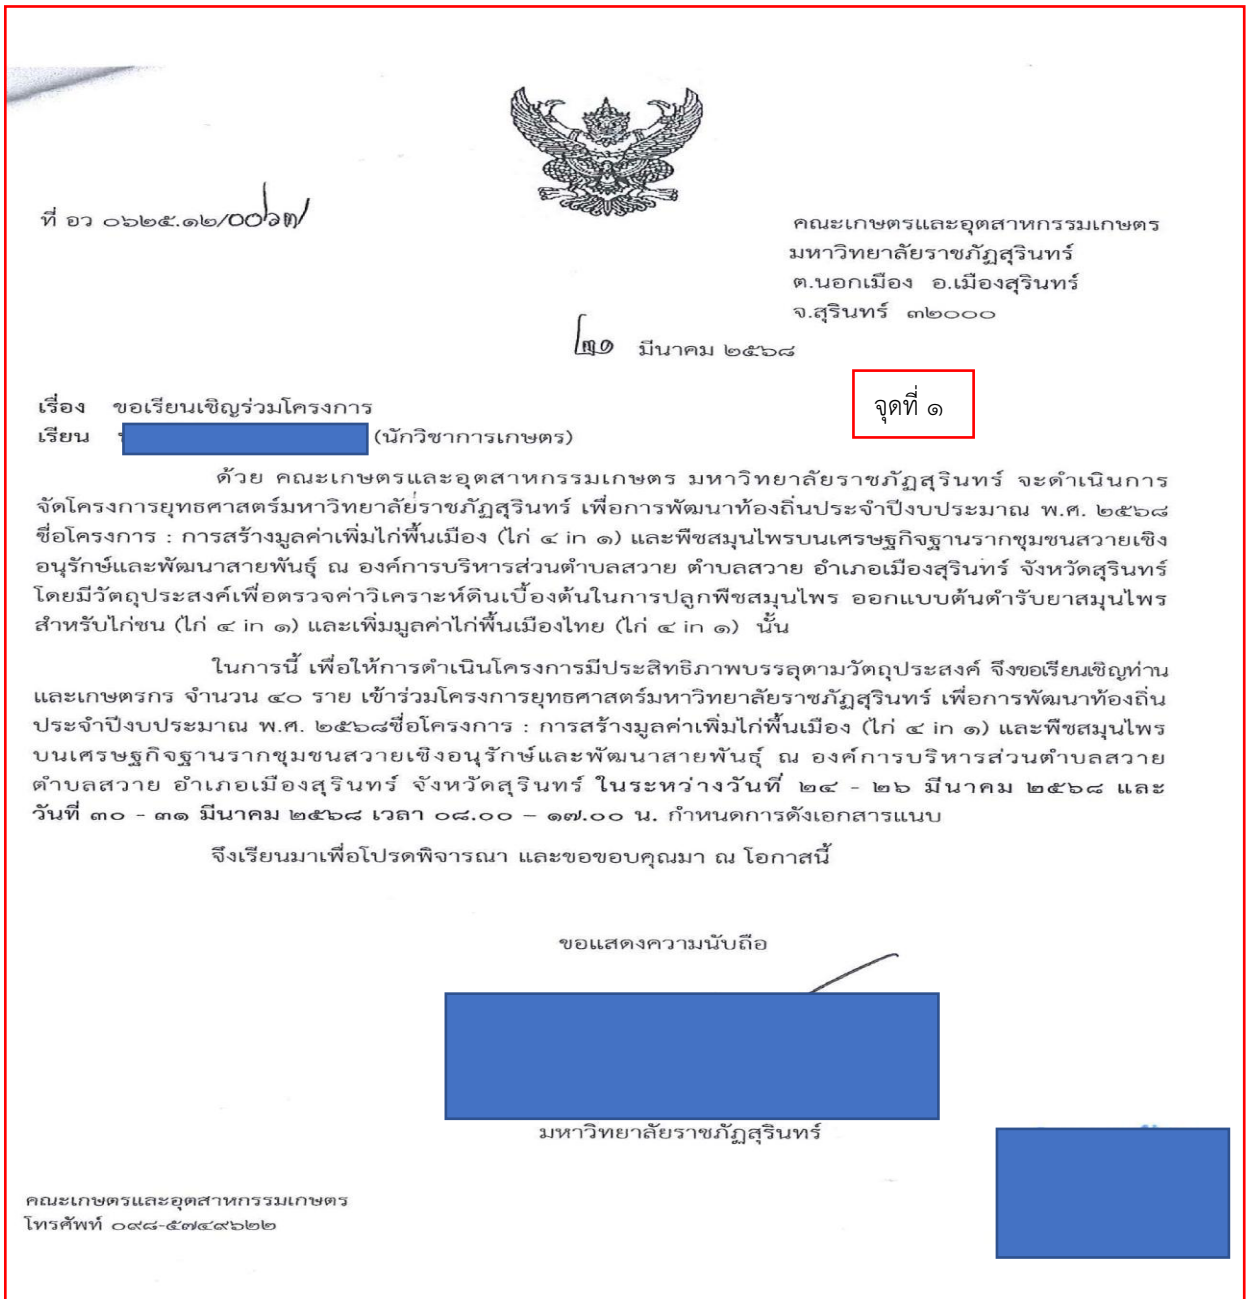 ที่ อว ๐๖๒๕.๑๒/๐๐๖๓
คณะเกษตรและอุตสาหกรรมเกษตร
มหาวิทยาลัยราชภัฏสุรินทร์
ต.นอกเมือง อ.เมืองสุรินทร์
จ.สุรินทร์ ๓๒๐๐๐
มีนาคม ๒๕๖๘
จุดที่ ๑
เรื่อง ขอเรียนเชิญร่วมโครงการ
เรียน (นักวิชาการเกษตร)
ด้วย คณะเกษตรและอุตสาหกรรมเกษตร มหาวิทยาลัยราชภัฏสุรินทร์ จะดำเนินการ
จัดโครงการยุทธศาสตร์มหาวิทยาลัยราชภัฏสุรินทร์ เพื่อการพัฒนาท้องถิ่นประจำปีงบประมาณ พ.ศ. ๒๕๖๘
ชื่อโครงการ : การสร้างมูลค่าเพิ่มไก่พื้นเมือง (ไก่ ๔ in ๑) และพืชสมุนไพรบนเศรษฐกิจฐานรากชุมชนสวายเชิง
อนุรักษ์และพัฒนาสายพันธุ์ ณ องค์การบริหารส่วนตำบลสวาย ตำบลสวาย อำเภอเมืองสุรินทร์ จังหวัดสุรินทร์
โดยมีวัตถุประสงค์เพื่อตรวจค่าวิเคราะห์ดินเบื้องต้นในการปลูกพืชสมุนไพร ออกแบบต้นตำรับยาสมุนไพร
สำหรับไก่ชน (ไก่ ๔ in ๑) และเพิ่มมูลค่าไก่พื้นเมืองไทย (ไก่ ๔ in ๑) นั้น
ในการนี้ เพื่อให้การดำเนินโครงการมีประสิทธิภาพบรรลุตามวัตถุประสงค์ จึงขอเรียนเชิญท่าน
และเกษตรกร จำนวน ๔๐ ราย เข้าร่วมโครงการยุทธศาสตร์มหาวิทยาลัยราชภัฏสุรินทร์ เพื่อการพัฒนาท้องถิ่น
ประจำปีงบประมาณ พ.ศ. ๒๕๖๘ชื่อโครงการ : การสร้างมูลค่าเพิ่มไก่พื้นเมือง (ไก่ ๔ in ๑) และพืชสมุนไพร
บนเศรษฐกิจฐานรากชุมชนสวายเชิงอนุรักษ์และพัฒนาสายพันธุ์ ณ องค์การบริหารส่วนตำบลสวาย
ตำบลสวาย อำเภอเมืองสุรินทร์ จังหวัดสุรินทร์ ในระหว่างวันที่ ๒๔ - ๒๖ มีนาคม ๒๕๖๘ และ
วันที่ ๓๐ - ๓๑ มีนาคม ๒๕๖๘ เวลา ๐๘.๐๐ – ๑๗.๐๐ น. กำหนดการดังเอกสารแนบ
จึงเรียนมาเพื่อโปรดพิจารณา และขอขอบคุณมา ณ โอกาสนี้
ขอแสดงความนับถือ
มหาวิทยาลัยราชภัฏสุรินทร์
คณะเกษตรและอุตสาหกรรมเกษตร
โทรศัพท์ ๐๙๘-๕๗๔๙๖๒๒